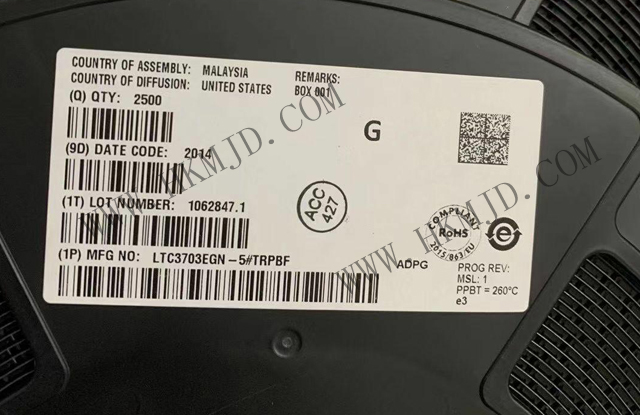 COUNTRY OF ASSEMBLY: MALAYSIA
COUNTRY OF DIFFUSION: UNITED STATES
REMARKS:
BOX 001
(Q) QTY: 2500
G
(9D) DATE CODE: 2014
(1T) LOT NUMBER: 1062847.1
ACC
427
COMPLIANT
RoHS
2015/863/EU
e
(1P) MFG NO: LTC3703EGN-5#TRPBF
ADPG
PROG REV:
MSL: 1
PPBT = 260°C
e3
WWW.HKMJD.COM
WWW.HKMJD.COM